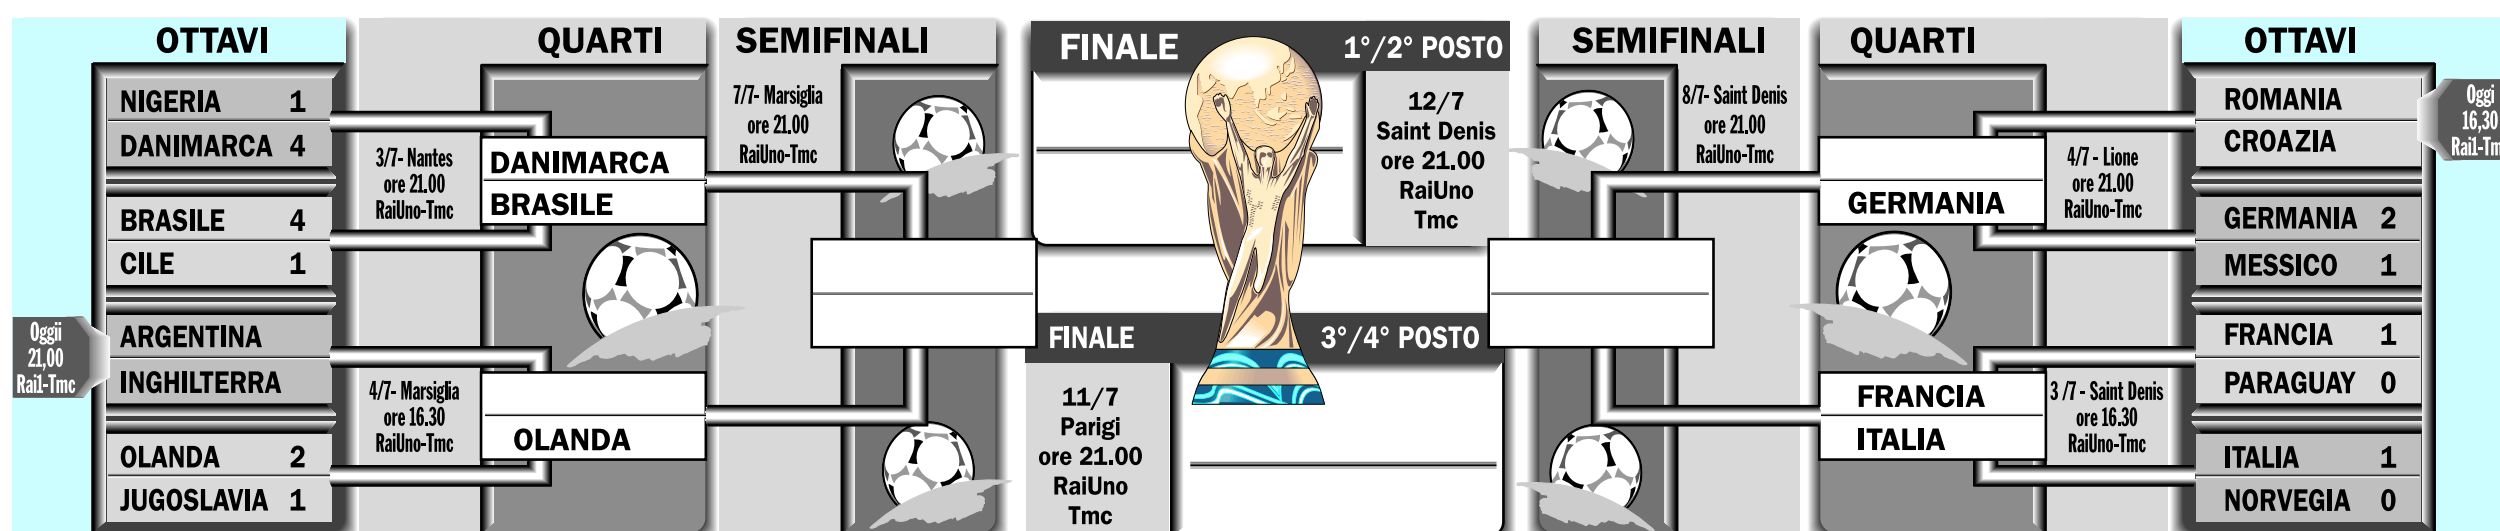 OTTAVI
NIGERIA 1
DANIMARCA 4
BRASILE 4
CILE 1
Oggii
21,00
Rai1-Tmc
ARGENTINA
INGHILTERRA
OLANDA 2
JUGOSLAVIA 1
QUARTI
3/7- Nantes
ore 21.00
RaiUno-Tmc
DANIMARCA
BRASILE
4/7- Marsiglia
ore 16.30
RaiUno-Tmc
OLANDA
SEMIFINALI
7/7- Marsiglia
ore 21.00
RaiUno-Tmc
FINALE 1°/2° POSTO
12/7
Saint Denis
ore 21.00
RaiUno
Tmc
FINALE 3°/4° POSTO
11/7
Parigi
ore 21.00
RaiUno
Tmc
SEMIFINALI
8/7- Saint Denis
ore 21.00
RaiUno-Tmc
QUARTI
4/7 - Lione
ore 21.00
RaiUno-Tmc
GERMANIA
FRANCIA
ITALIA
3 /7 - Saint Denis
ore 16.30
RaiUno-Tmc
OTTAVI
ROMANIA
CROAZIA
Oggi
16,30
Rai1-Tm
GERMANIA 2
MESSICO 1
FRANCIA 1
PARAGUAY 0
ITALIA 1
NORVEGIA 0